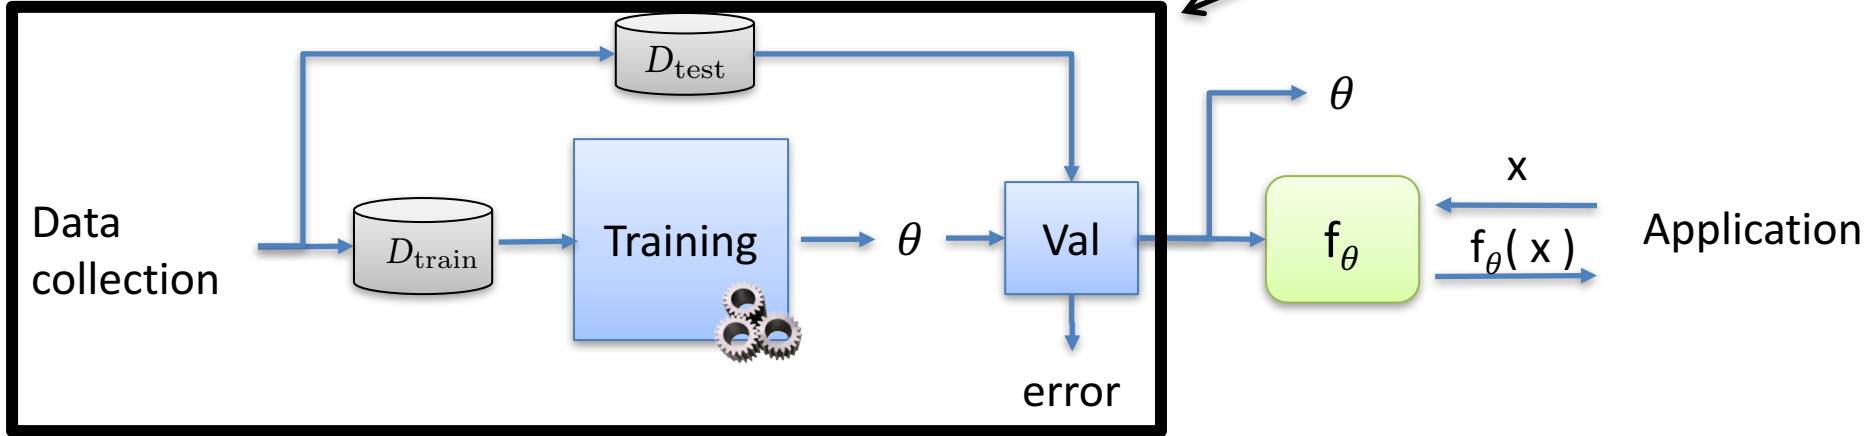 D_test
θ
x
Data
collection
D_train
Training
θ
Val
f_θ
f_θ( x )
Application
error